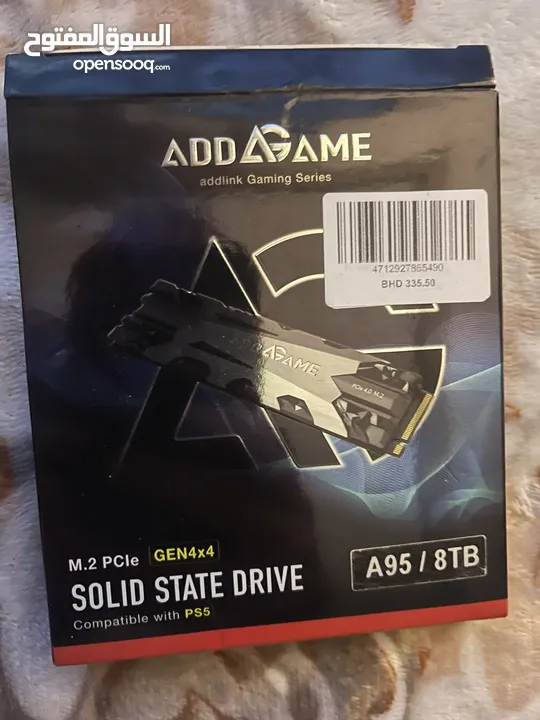 السوق المفتوح
opensooq.com
ADDGAME
addlink Gaming Series
4712927865490
BHD 335.50
ADDGAME
PCIe 4.0 M.2
M.2 PCIe GEN4x4
SOLID STATE DRIVE
A95 / 8TB
Compatible with PS5